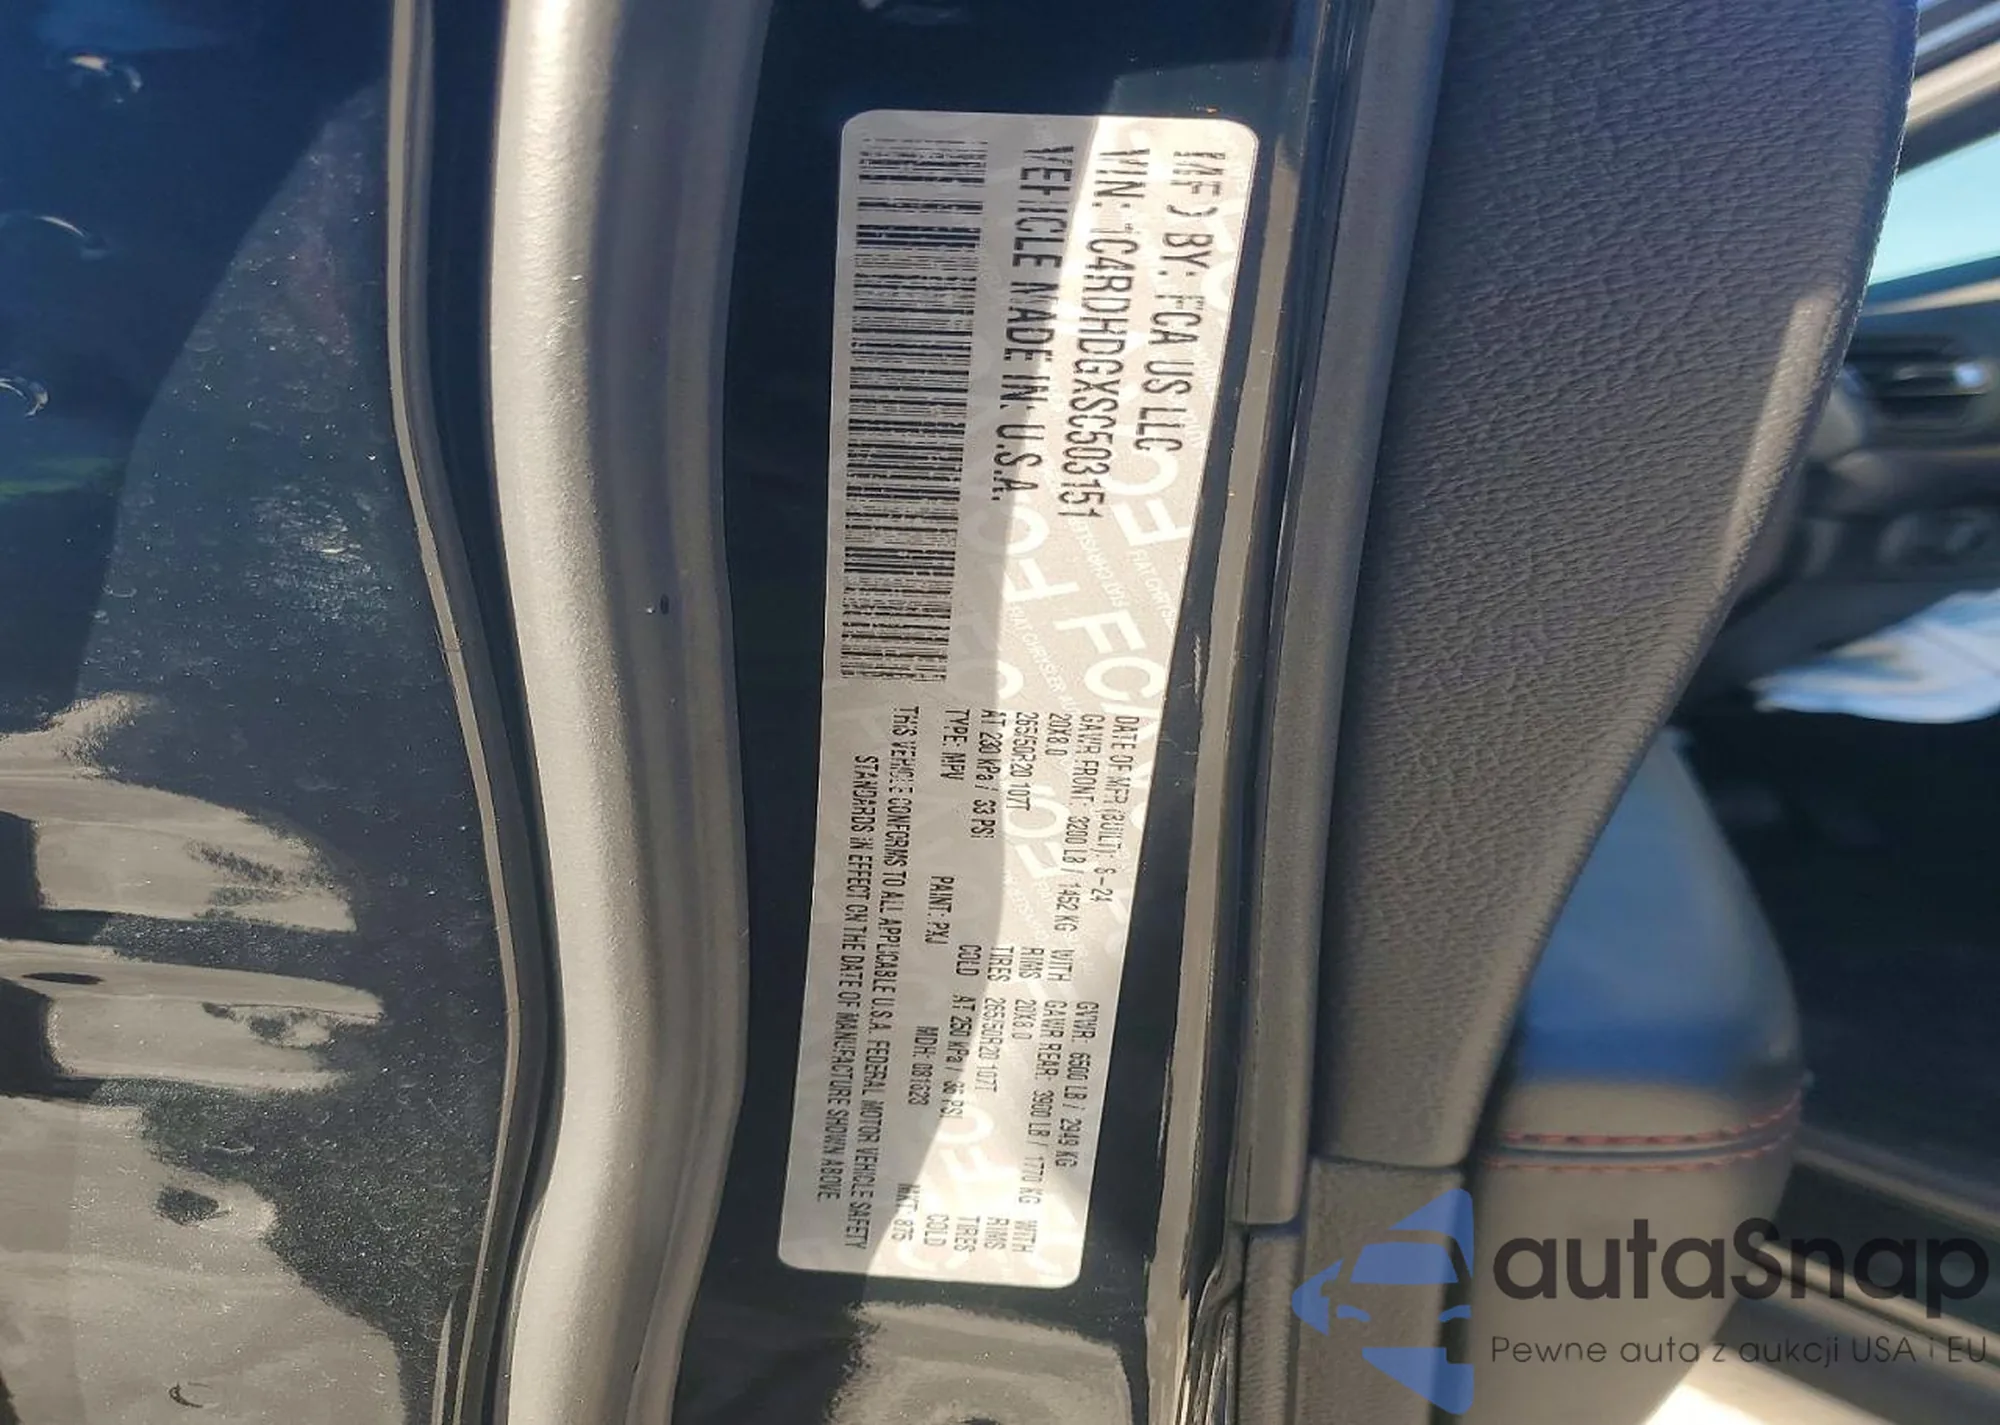 MFD BY: FCA US LLC
VIN: 1C4RDHDGXSC503151
VEHICLE MADE IN: U.S.A.
DATE OF MFR (BUILT): 8-24 GVWR: 6500 LB / 2949 KG
GAWR FRONT: 3200 LB / 1452 KG WITH GAWR REAR: 3900 LB / 1770 KG WITH
20X8.0 RIMS 20X8.0 RIMS
265/50R20 107T TIRES 265/50R20 107T TIRES
AT 230 kPa / 33 PSI COLD AT 250 kPa / 36 PSI COLD
TYPE: MPV PAINT: PXJ MDH: 081623 MKT: 875
THIS VEHICLE CONFORMS TO ALL APPLICABLE U.S.A. FEDERAL MOTOR VEHICLE SAFETY
STANDARDS IN EFFECT ON THE DATE OF MANUFACTURE SHOWN ABOVE.
autaSnap
Pewne auta z aukcji USA i EU